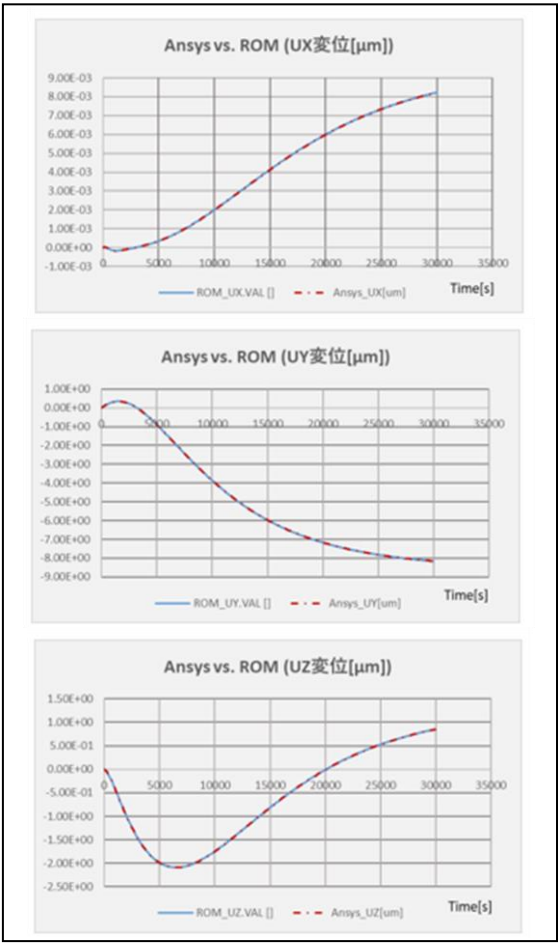 Ansys vs. ROM (UX変位[μm])
9.00E-03
8.00E-03
7.00E-03
6.00E-03
5.00E-03
4.00E-03
3.00E-03
2.00E-03
1.00E-03
0.00E+00
-1.00E-03
0 5000 10000 15000 20000 25000 30000 35000
ROM_UX.VAL [] Ansys_UX[um] Time[s]
Ansys vs. ROM (UY変位[μm])
1.00E+00
0.00E+00
-1.00E+00
-2.00E+00
-3.00E+00
-4.00E+00
-5.00E+00
-6.00E+00
-7.00E+00
-8.00E+00
-9.00E+00
0 5000 10000 15000 20000 25000 30000 35000
ROM_UY.VAL [] Ansys_UY[um] Time[s]
Ansys vs. ROM (UZ変位[μm])
1.50E+00
1.00E+00
5.00E-01
0.00E+00
-5.00E-01
-1.00E+00
-1.50E+00
-2.00E+00
-2.50E+00
0 5000 10000 15000 20000 25000 30000 35000
ROM_UZ.VAL [] Ansys_UZ[um] Time[s]